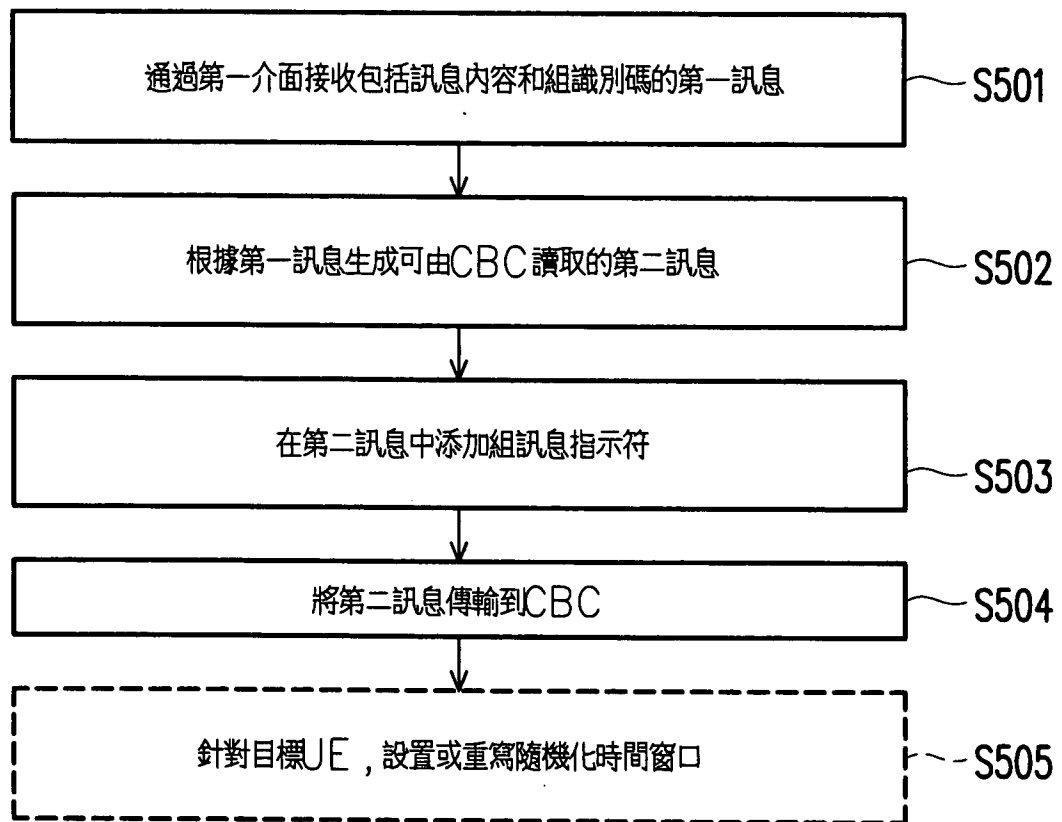 通過第一介面接收包括訊息內容和組識別碼的第一訊息
S501
根據第一訊息生成可由CBC讀取的第二訊息
S502
在第二訊息中添加組訊息指示符
S503
將第二訊息傳輸到CBC
S504
針對目標UE,設置或重寫隨機化時間窗口
S505